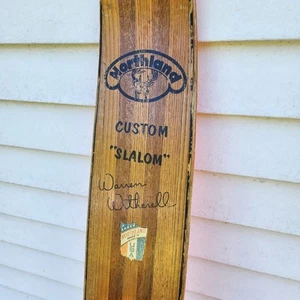 Northland
CUSTOM
"SLALOM"
Warren
Witherell